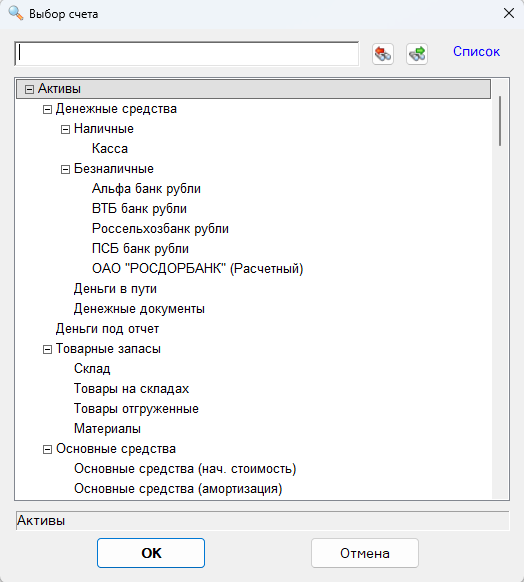 Выбор счета
Список
Активы
Денежные средства
Наличные
Касса
Безналичные
Альфа банк рубли
ВТБ банк рубли
Россельхозбанк рубли
ПСБ банк рубли
ОАО "РОСДОРБАНК" (Расчетный)
Деньги в пути
Денежные документы
Деньги под отчет
Товарные запасы
Склад
Товары на складах
Товары отгруженные
Материалы
Основные средства
Основные средства (нач. стоимость)
Основные средства (амортизация)
Активы
ОК Отмена